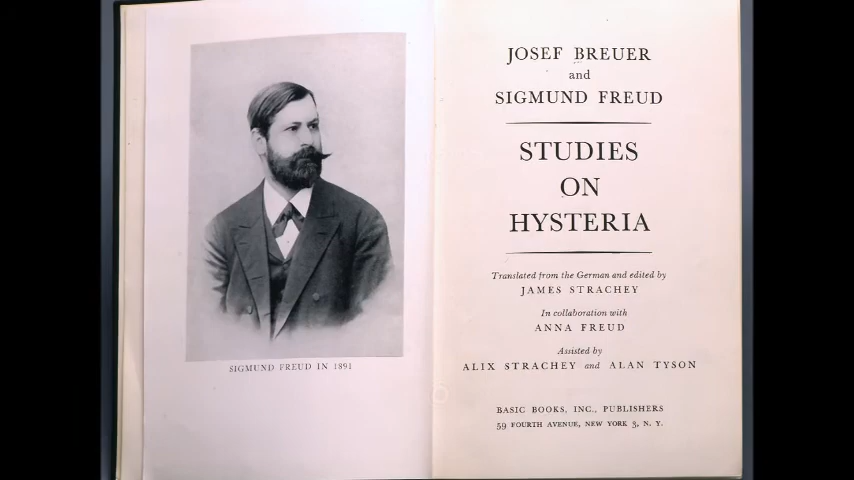 SIGMUND FREUD IN 1891
JOSEF BREUER
and
SIGMUND FREUD
STUDIES
ON
HYSTERIA
Translated from the German and edited by
JAMES STRACHEY
In collaboration with
ANNA FREUD
Assisted by
ALIX STRACHEY and ALAN TYSON
BASIC BOOKS, INC., PUBLISHERS
59 FOURTH AVENUE, NEW YORK 3, N. Y.